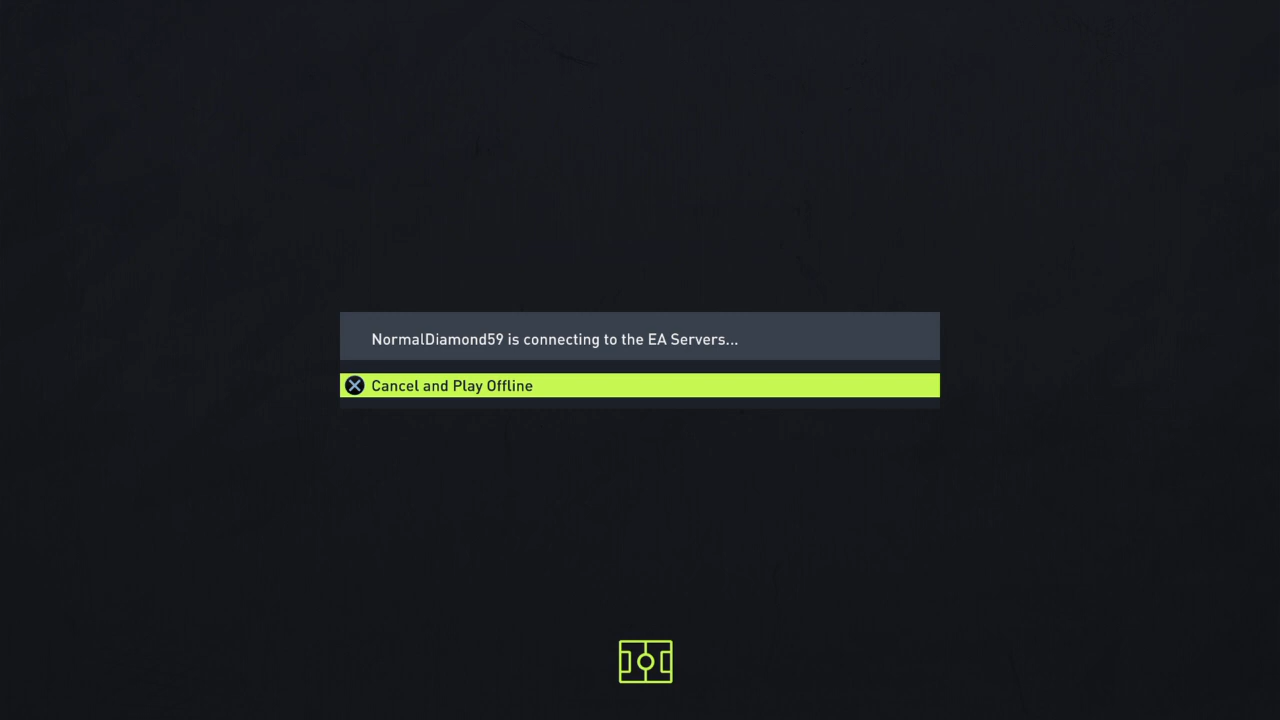 NormalDiamond59 is connecting to the EA Servers...
Cancel and Play Offline